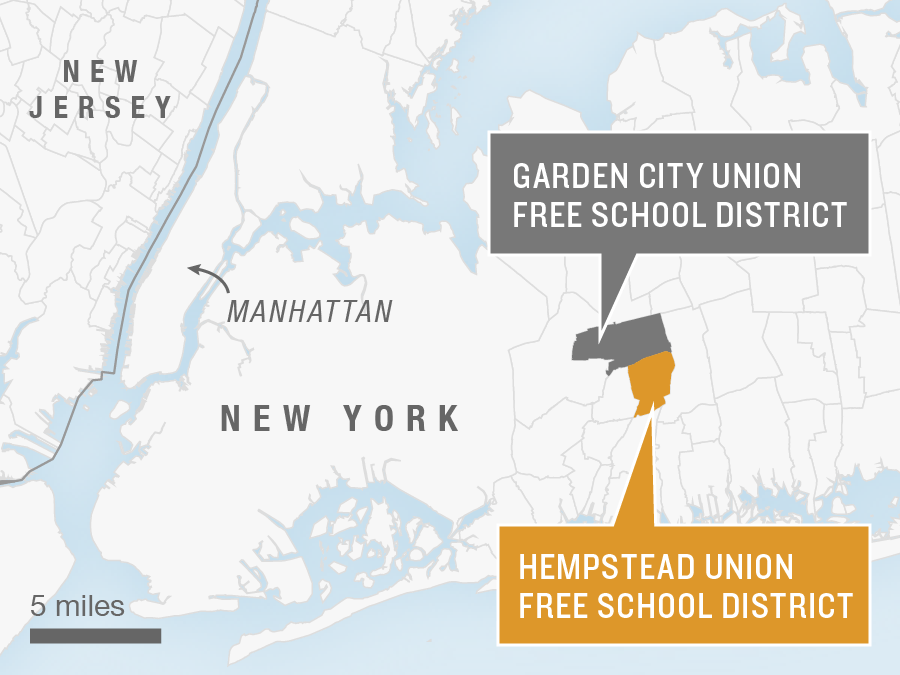 NEW
JERSEY
GARDEN CITY UNION
FREE SCHOOL DISTRICT
MANHATTAN
NEW YORK
HEMPSTEAD UNION
FREE SCHOOL DISTRICT
5 miles